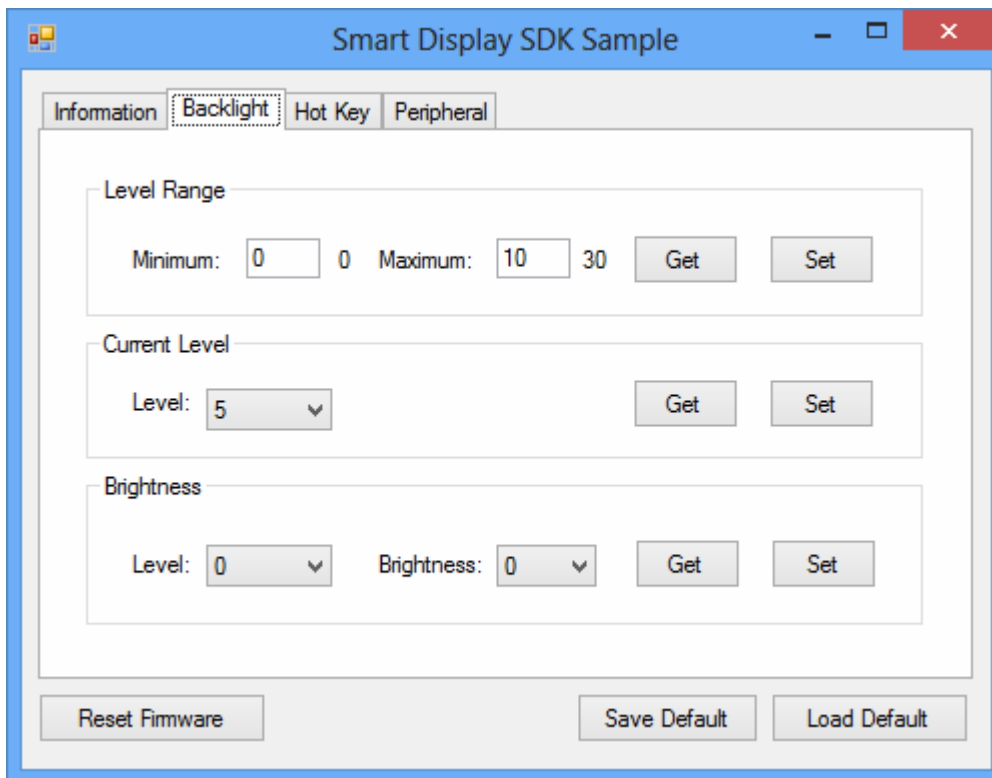 Smart Display SDK Sample
Information Backlight Hot Key Peripheral
Level Range
Minimum: 0 0 Maximum: 10 30 Get Set
Current Level
Level: 5 Get Set
Brightness
Level: 0 Brightness: 0 Get Set
Reset Firmware Save Default Load Default